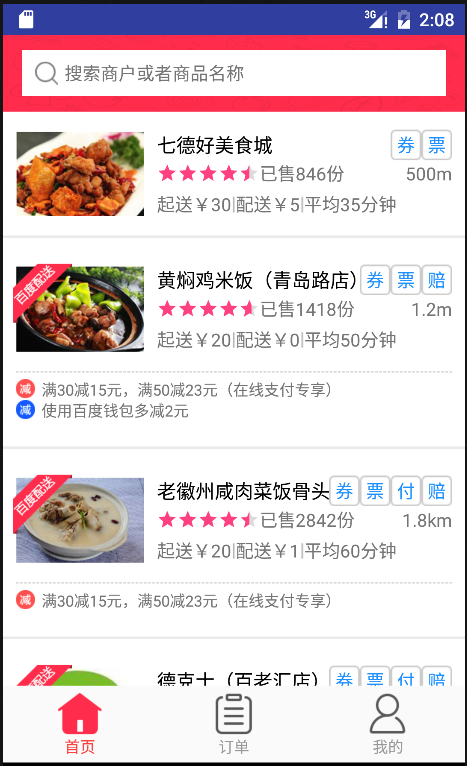 3G 2:08
搜索商户或者商品名称
七德好美食城 券 票
已售846份 500m
起送￥30|配送￥5|平均35分钟
百度配送
黄焖鸡米饭（青岛路店） 券 票 赔
已售1418份 1.2m
起送￥20|配送￥0|平均50分钟
减 满30减15元，满50减23元（在线支付专享）
减 使用百度钱包多减2元
百度配送
老徽州咸肉菜饭骨头 券 票 付 赔
已售2842份 1.8km
起送￥20|配送￥1|平均60分钟
减 满30减15元，满50减23元（在线支付专享）
百度配送
德克士（百老汇店） 券 票 付 赔
首页 订单 我的